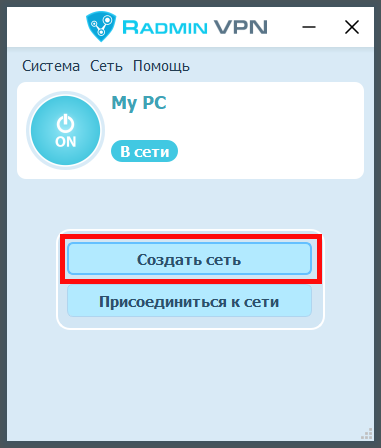 RADMIN VPN
Система Сеть Помощь
My PC
ON
В сети
Создать сеть
Присоединиться к сети